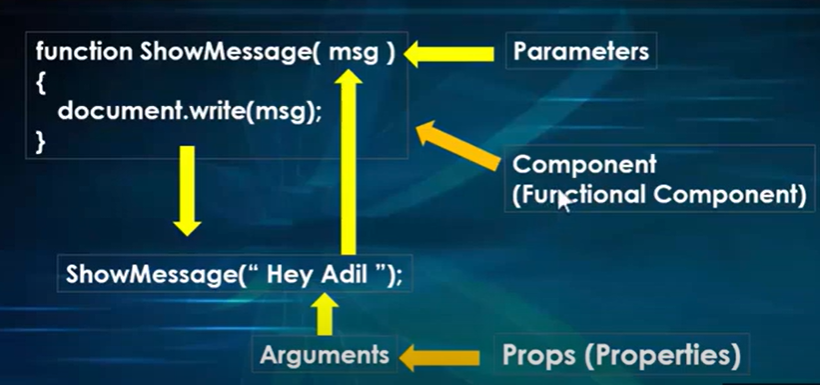 function ShowMessage( msg )
{
document.write(msg);
}
Parameters
Component
(Functional Component)
ShowMessage(“ Hey Adil ”);
Arguments
Props (Properties)